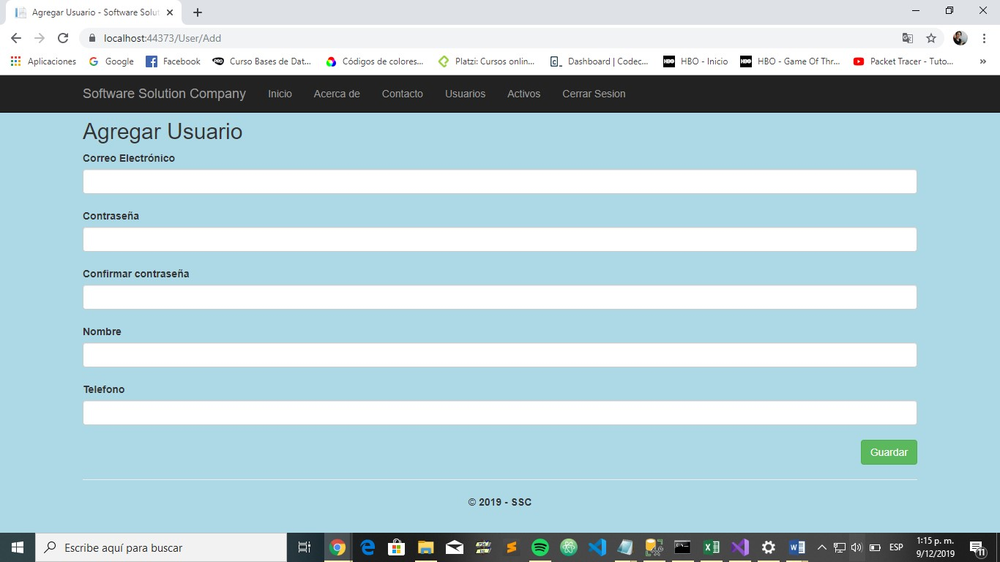 Agregar Usuario - Software Solut
localhost:44373/User/Add
Aplicaciones Google Facebook Curso Bases de Dat... Códigos de colores... Platzi: Cursos onlin... Dashboard | Codec... HBO - Inicio HBO - Game Of Thr... Packet Tracer - Tuto... »
Software Solution Company Inicio Acerca de Contacto Usuarios Activos Cerrar Sesion
Agregar Usuario
Correo Electrónico
Contraseña
Confirmar contraseña
Nombre
Telefono
Guardar
© 2019 - SSC
Escribe aquí para buscar
ESP
1:15 p. m.
9/12/2019
11